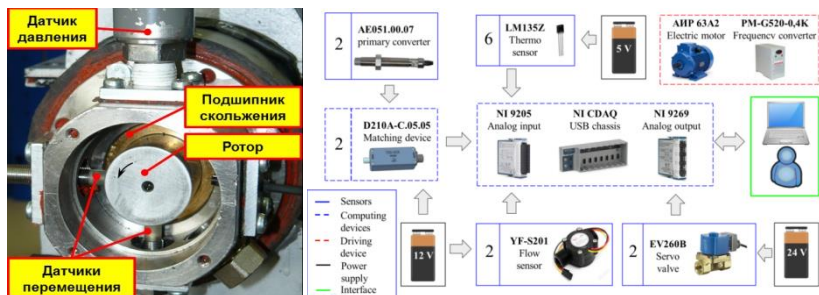 Датчик
давления
Подшипник
скольжения
Ротор
Датчики
перемещения
2
AE051.00.07
primary converter
6
LM135Z
Thermo
sensor
5 V
АИР 63А2
Electric motor
PM-G520-0,4K
Frequency converter
2
D210A-C.05.05
Matching device
NI 9205
Analog input
NI CDAQ
USB chassis
NI 9269
Analog output
Sensors
Computing
devices
Driving
device
Power
supply
Interface
12 V
2
YF-S201
Flow
sensor
2
EV260B
Servo
valve
24 V